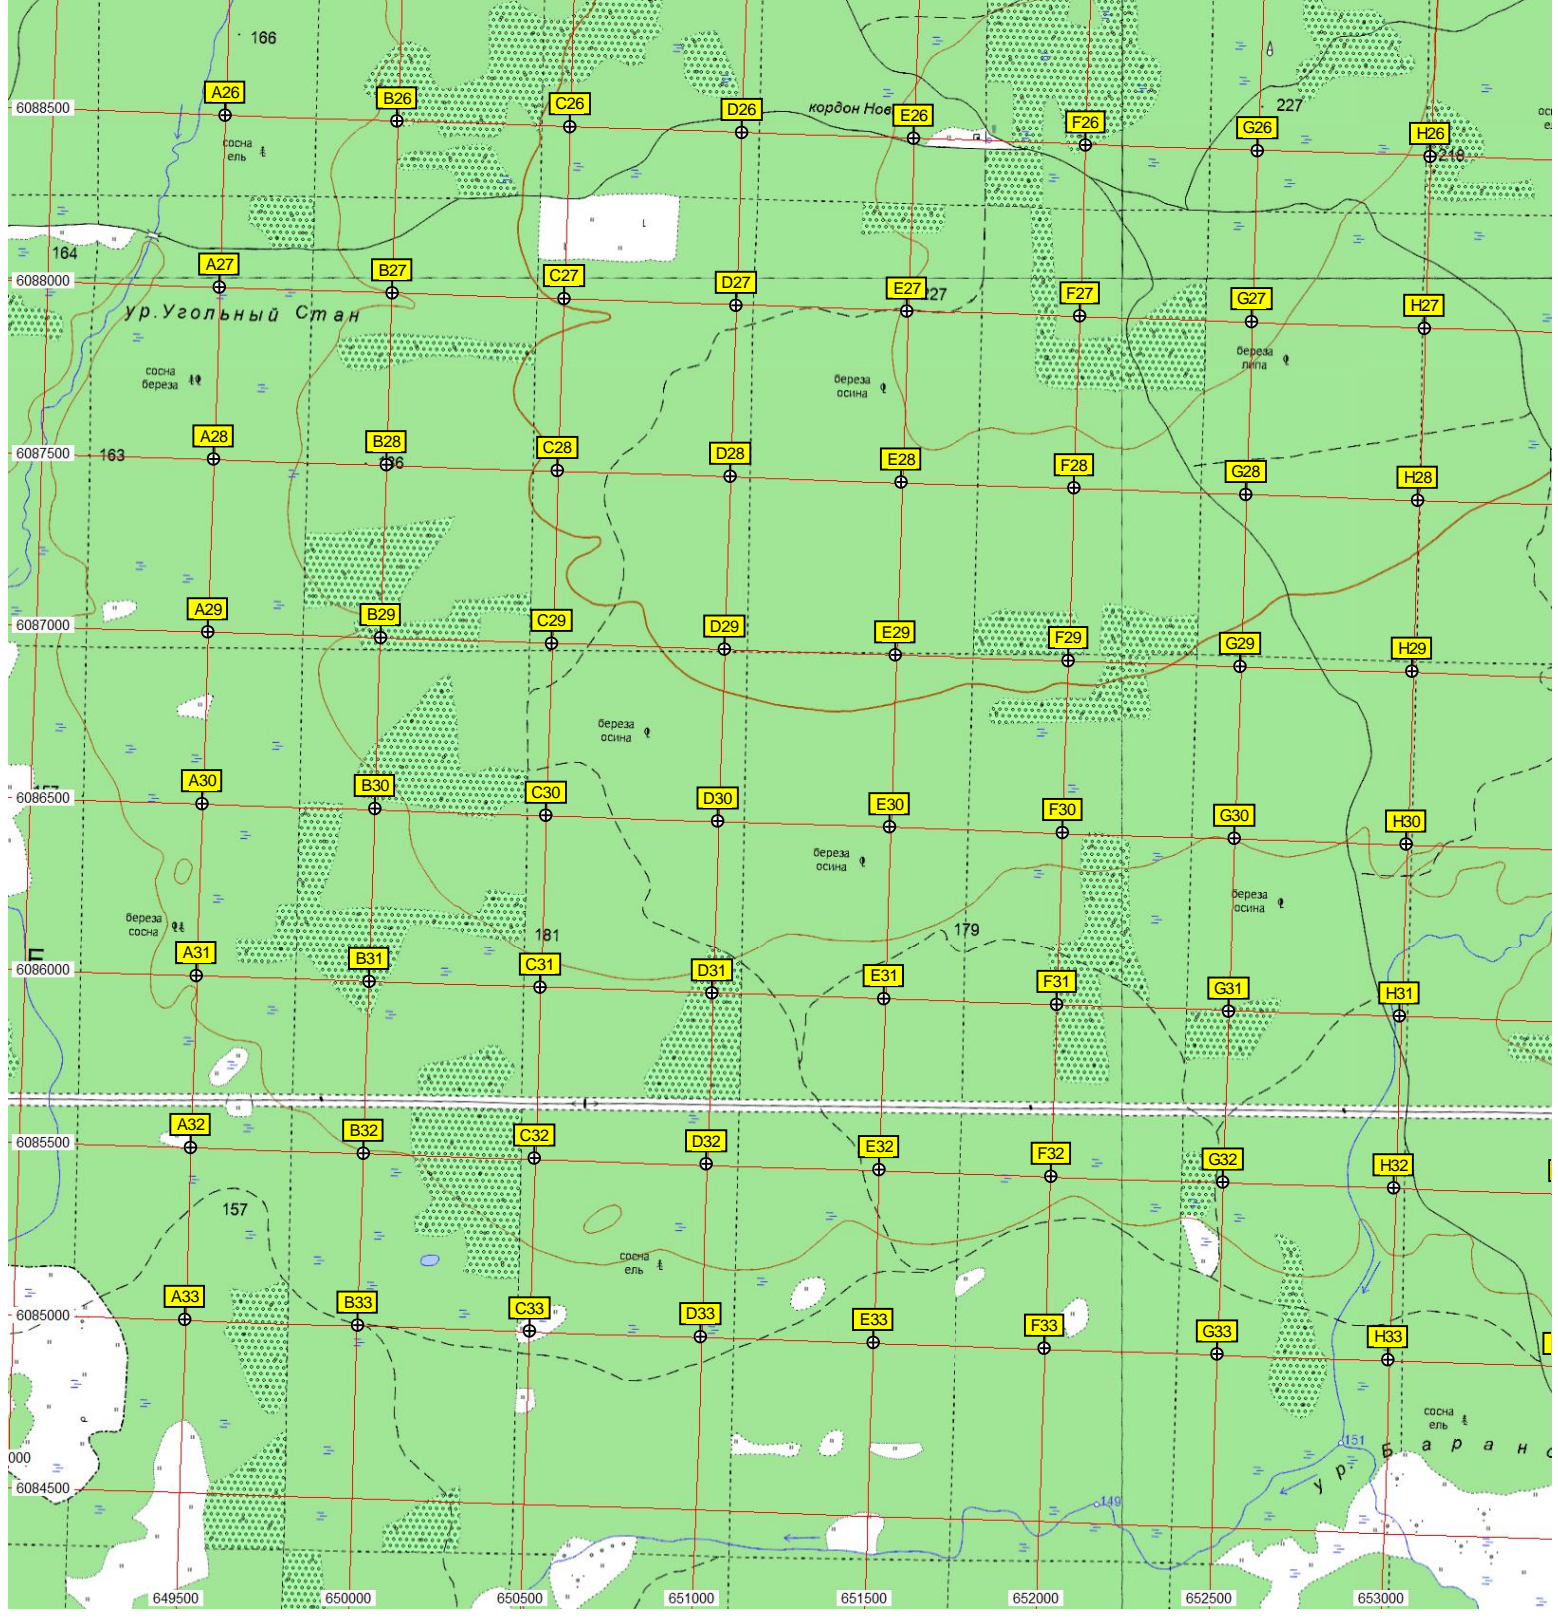 166
A26
B26
C26
D26
кордон Нов
E26
F26
G26
227
H26
6088500
218
сосна
ель
164
A27
B27
C27
D27
E27
227
F27
G27
H27
6088000
ур. Угольный Стан
сосна
береза
береза
осина
береза
липа
A28
B28
C28
D28
E28
F28
G28
H28
6087500
163
A29
B29
C29
D29
E29
F29
G29
H29
6087000
береза
осина
A30
B30
C30
D30
E30
F30
G30
H30
6086500
береза
осина
береза
осина
береза
сосна
181
179
A31
B31
C31
D31
E31
F31
G31
H31
6086000
A32
B32
C32
D32
E32
F32
G32
H32
6085500
157
сосна
ель
A33
B33
C33
D33
E33
F33
G33
H33
6085000
сосна
ель
151
ур. Баранс
000
6084500
149
649500
650000
650500
651000
651500
652000
652500
653000